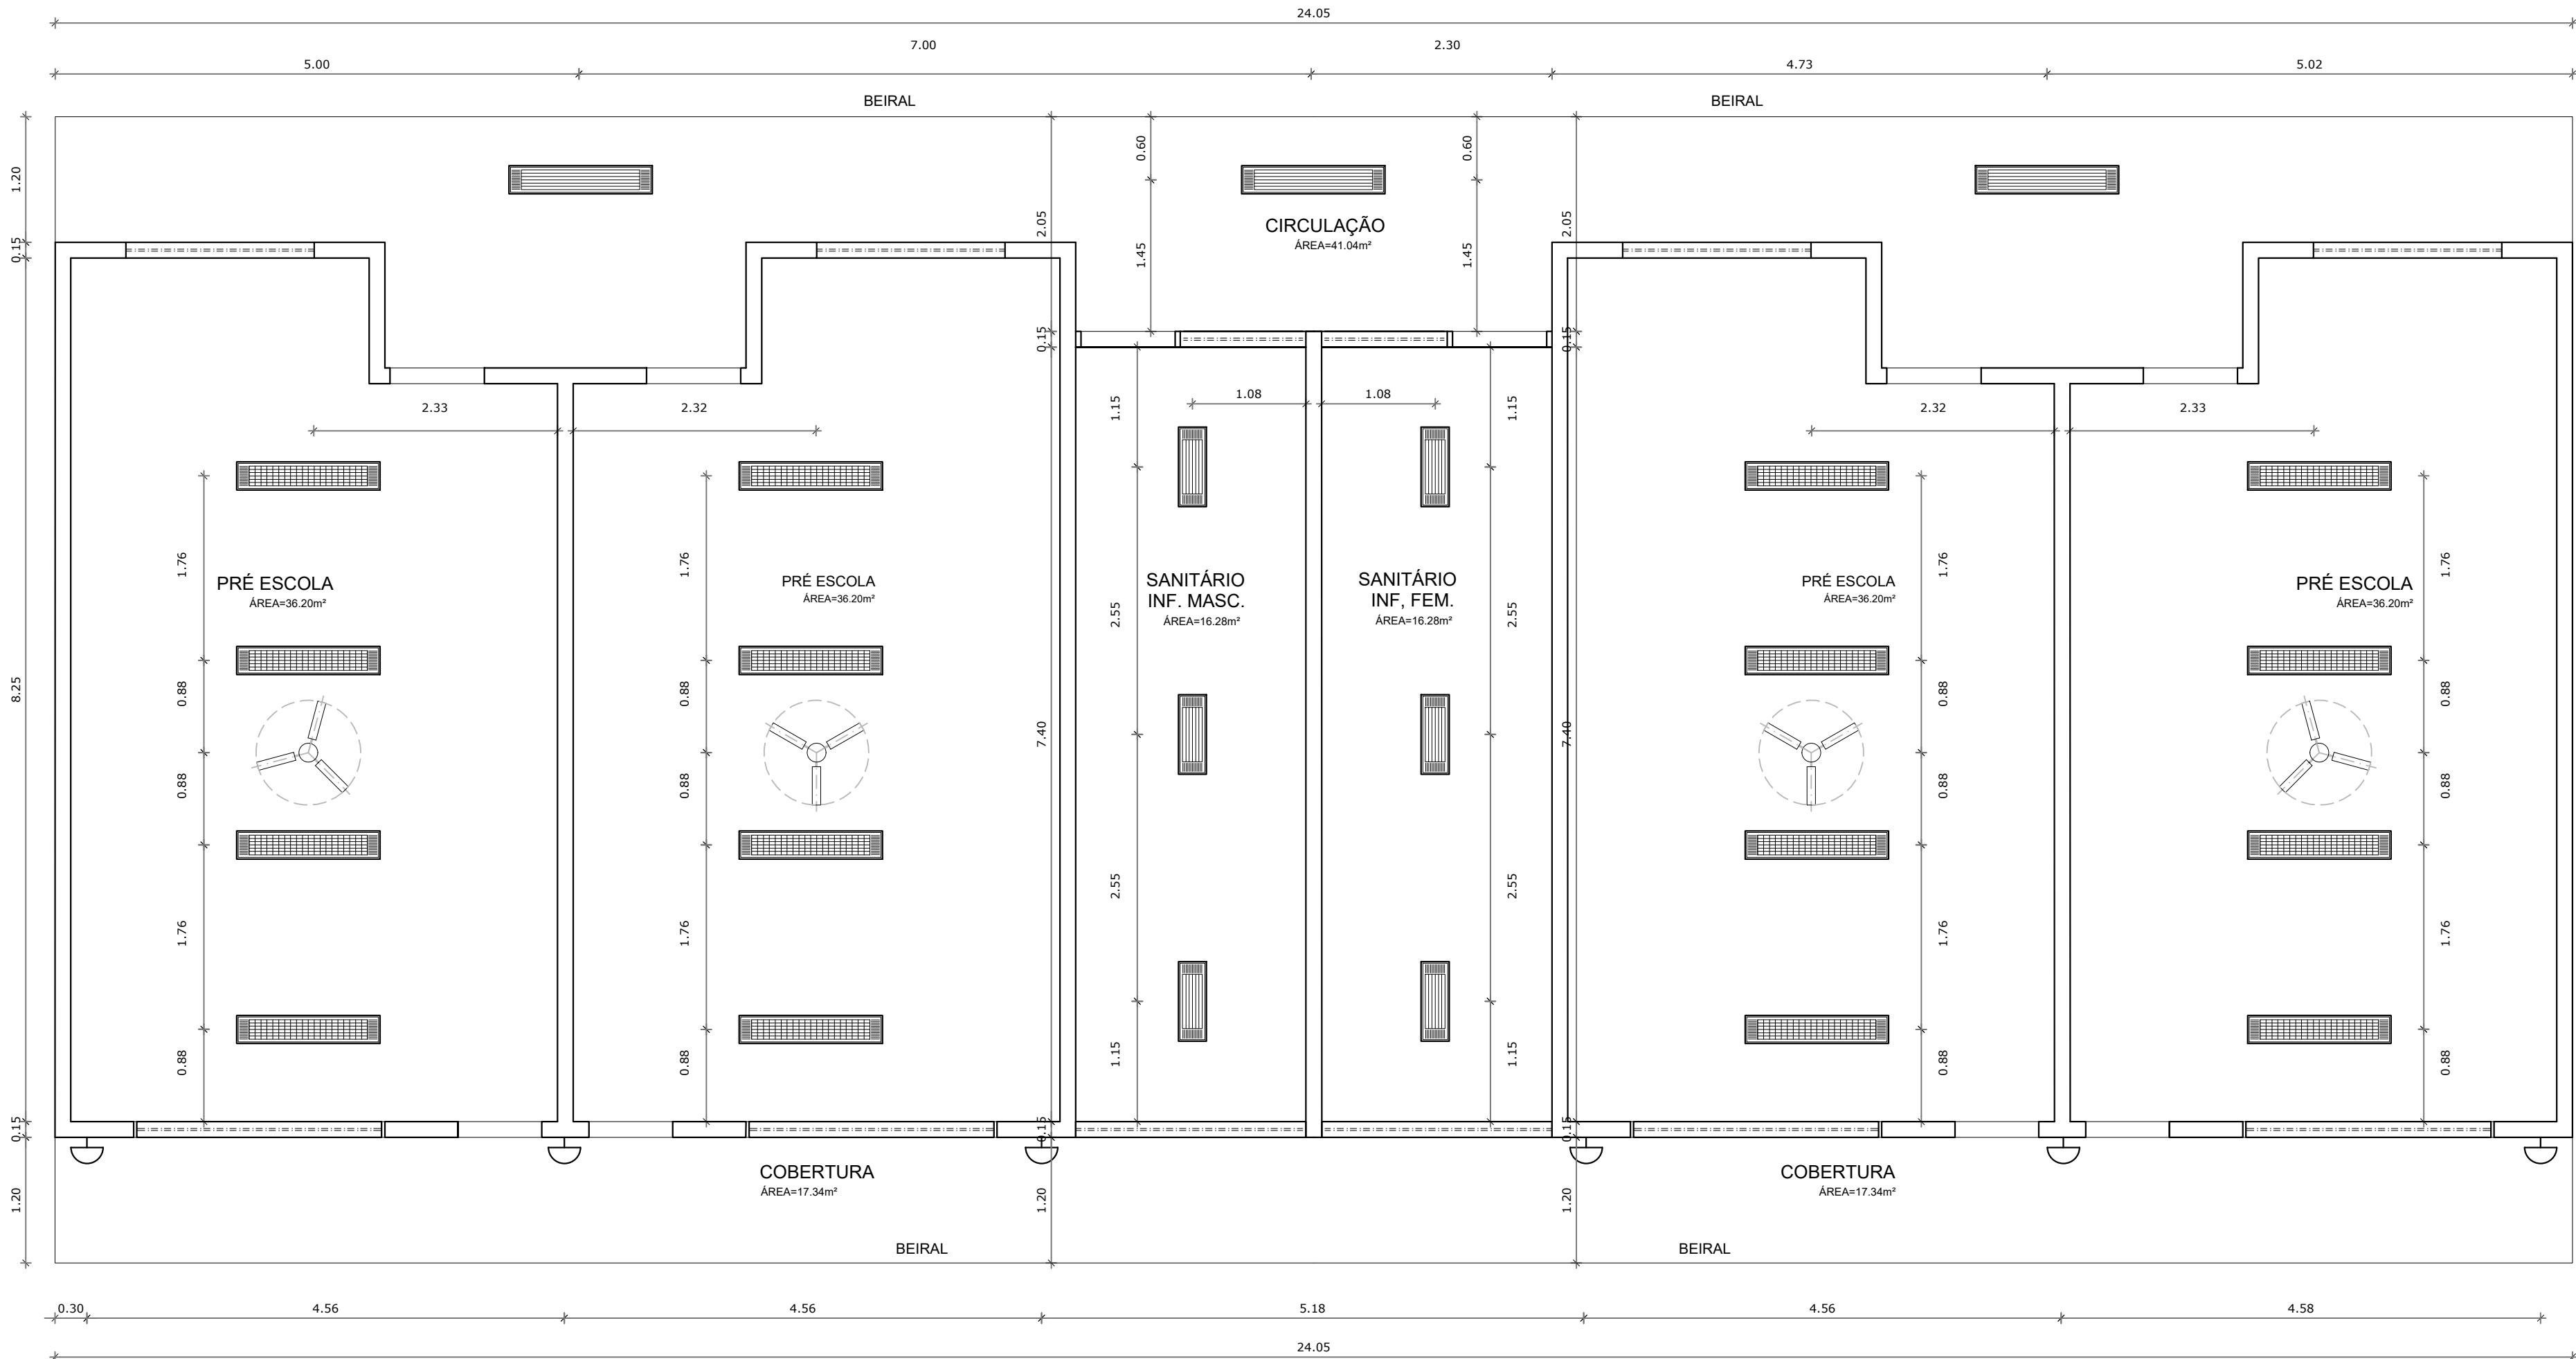 24.05
7.00
2.30
5.00
4.73
5.02
BEIRAL
BEIRAL
1.20
0.60
0.60
2.05
2.05
CIRCULAÇÃO
ÁREA=41.04m²
0.15
1.45
1.45
0.15
0.15
2.33
2.32
1.15
1.08
1.08
1.15
2.32
2.33
1.76
1.76
1.76
1.76
PRÉ ESCOLA
ÁREA=36.20m²
PRÉ ESCOLA
ÁREA=36.20m²
SANITÁRIO
INF. MASC.
ÁREA=16.28m²
SANITÁRIO
INF, FEM.
ÁREA=16.28m²
PRÉ ESCOLA
ÁREA=36.20m²
PRÉ ESCOLA
ÁREA=36.20m²
2.55
2.55
8.25
0.88
0.88
0.88
0.88
7.40
7.40
0.88
0.88
0.88
0.88
2.55
2.55
1.76
1.76
1.76
1.76
0.88
0.88
1.15
1.15
0.88
0.88
0.15
0.15
0.15
COBERTURA
ÁREA=17.34m²
COBERTURA
ÁREA=17.34m²
1.20
1.20
1.20
BEIRAL
BEIRAL
0.30
4.56
4.56
5.18
4.56
4.58
24.05